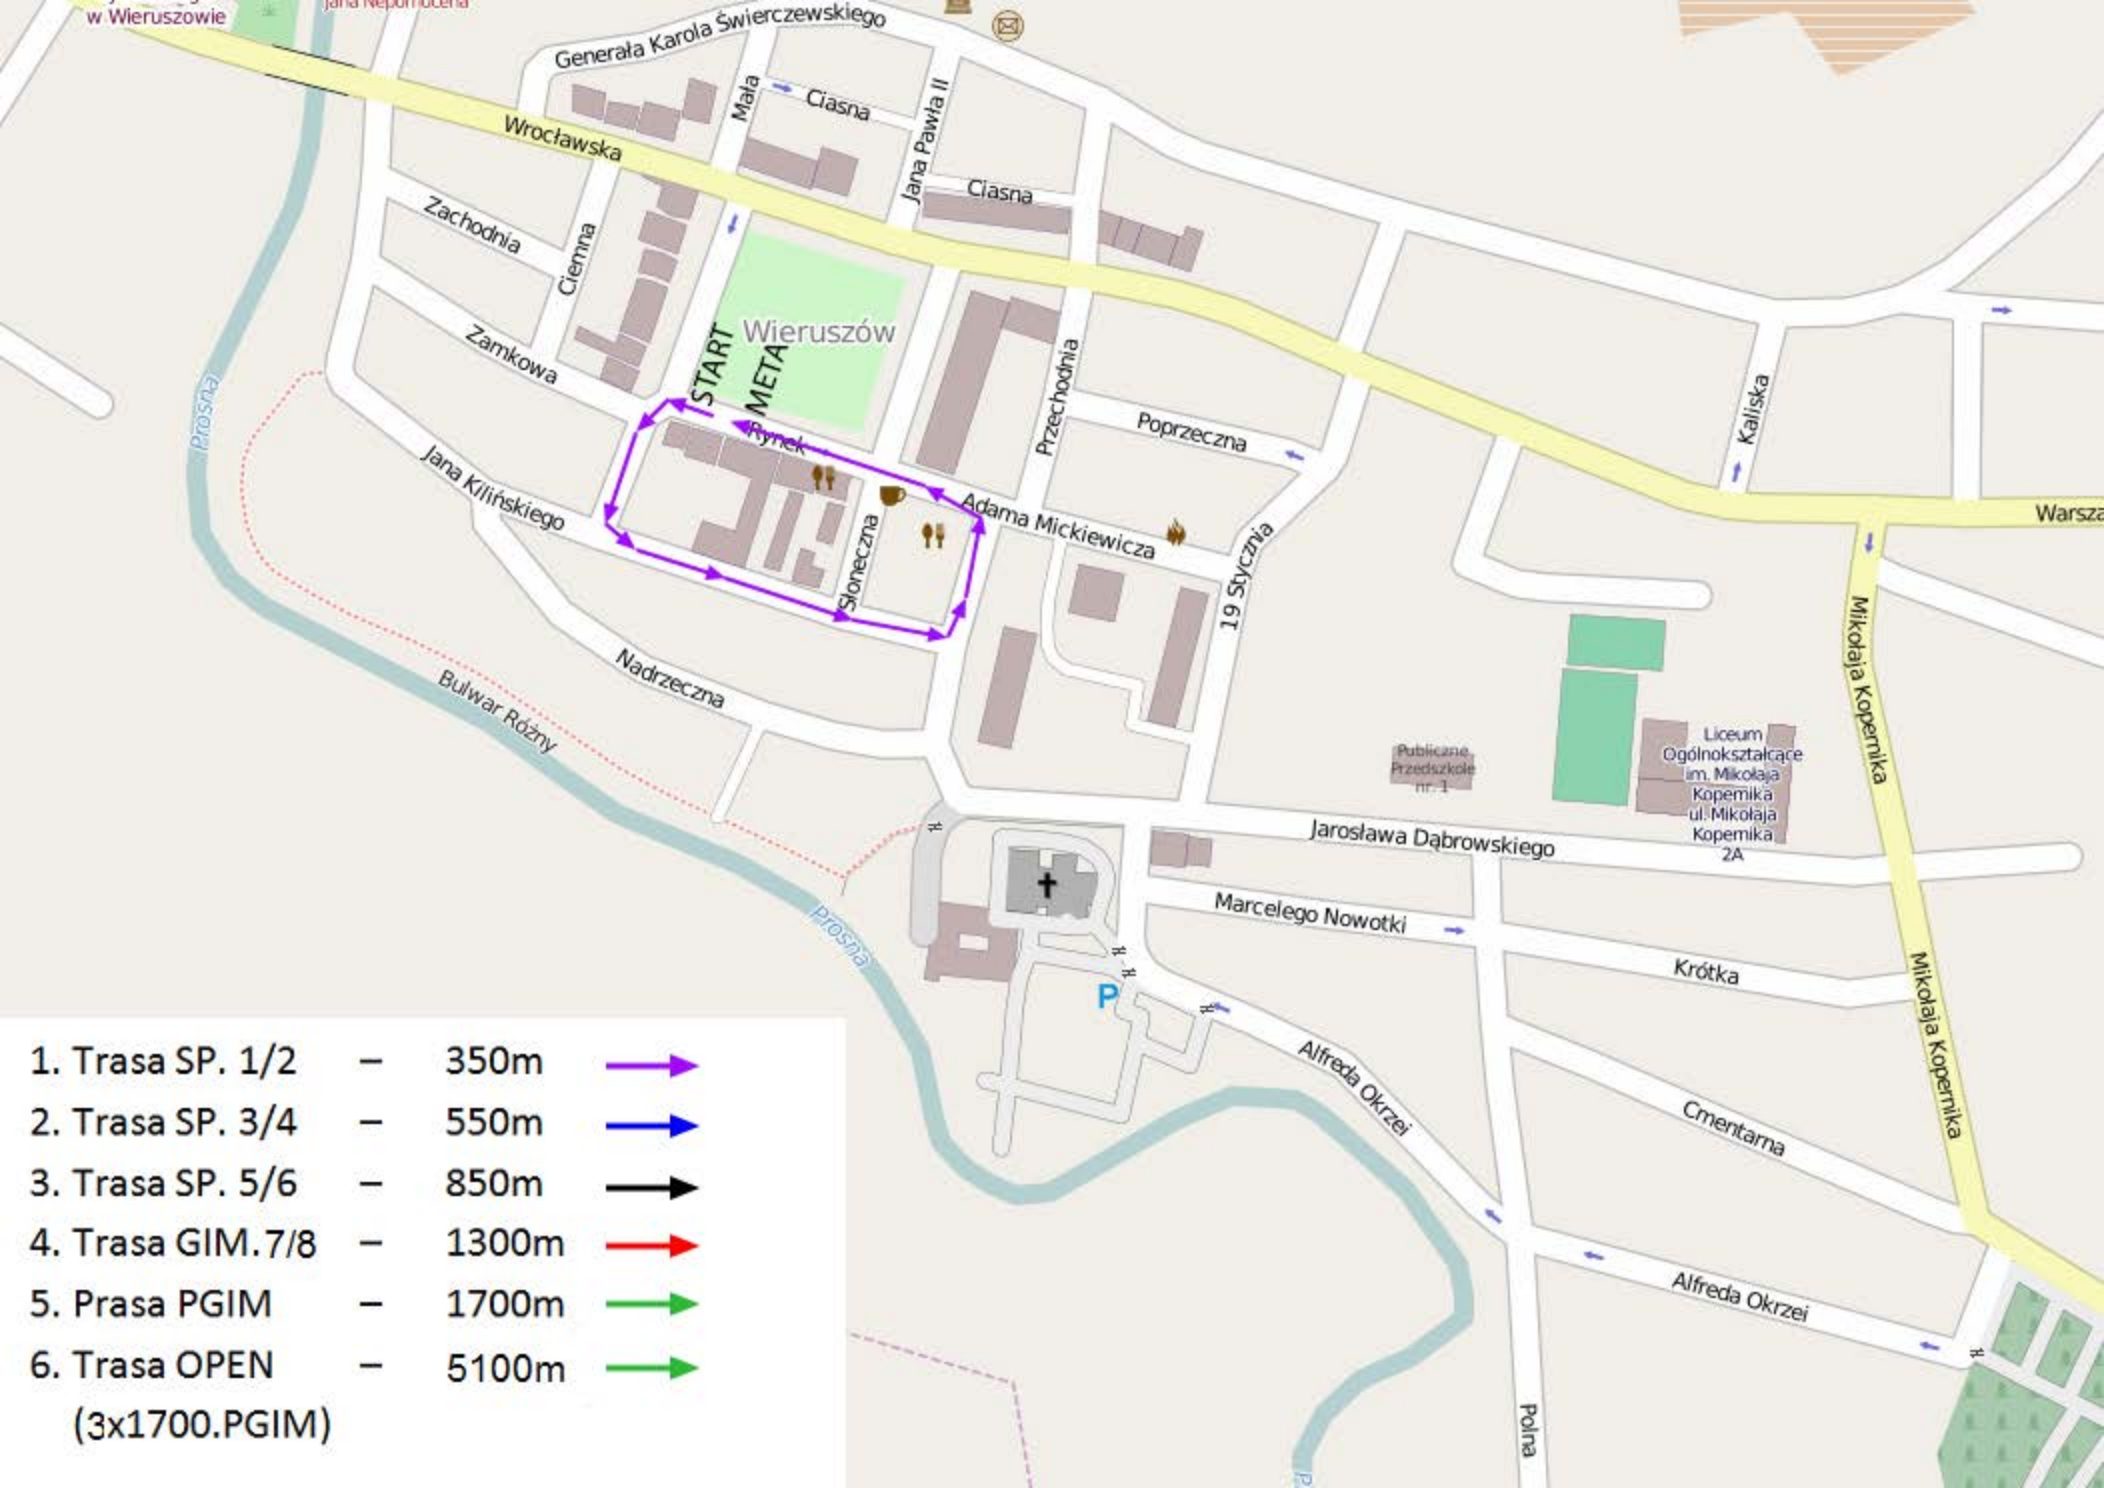 w Wieruszowie
Jana Nepomucena
Generała Karola Świerczewskiego
Mała
Ciasna
Jana Pawła II
Wrocławska
Ciasna
Zachodnia
Ciemna
Wieruszów
START
META
Zamkowa
Rynek
Przechodnia
Poprzeczna
Kaliska
Prosna
Jana Kilińskiego
Adama Mickiewicza
Słoneczna
19 Stycznia
Warsza
Mikołaja Kopernika
Nadrzeczna
Bulwar Różny
Publiczne
Przedszkole
nr. 1
Liceum
Ogólnokształcące
im. Mikołaja
Kopernika
ul. Mikołaja
Kopernika
2A
Jarosława Dąbrowskiego
Marcelego Nowotki
Krótka
Prosna
P
Mikołaja Kopernika
Alfreda Okrzei
Cmentarna
Alfreda Okrzei
Polna
P
1. Trasa SP. 1/2 – 350m
2. Trasa SP. 3/4 – 550m
3. Trasa SP. 5/6 – 850m
4. Trasa GIM.7/8 – 1300m
5. Prasa PGIM – 1700m
6. Trasa OPEN – 5100m
(3x1700.PGIM)